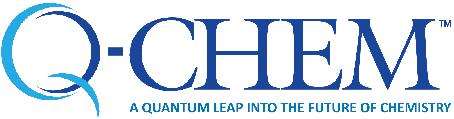 Q-CHEM™
A QUANTUM LEAP INTO THE FUTURE OF CHEMISTRY